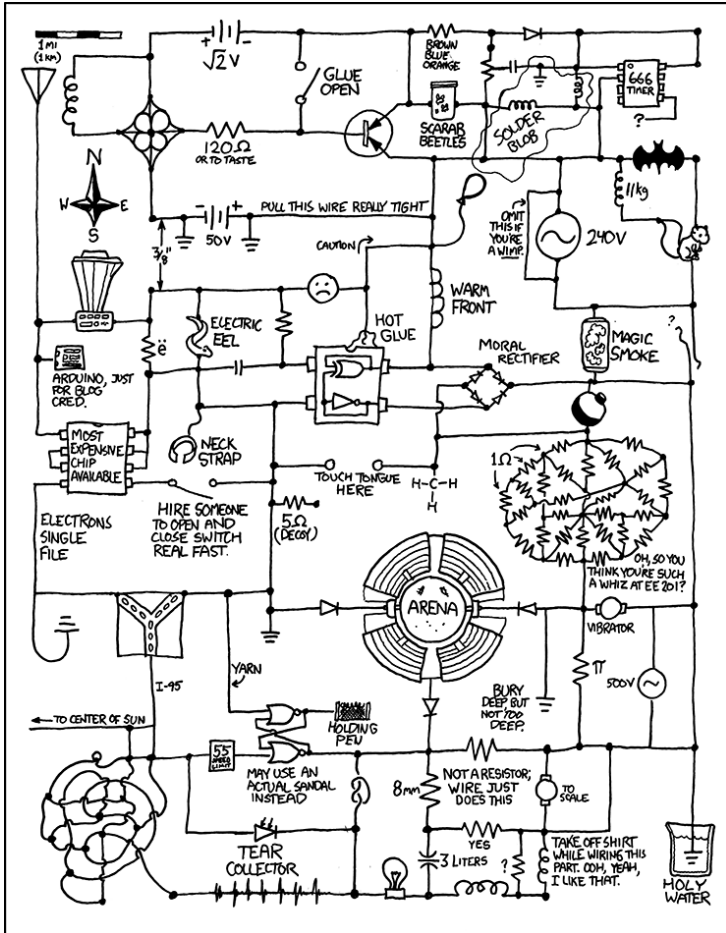 1 MI
(1 KM)
+ -
√2 V
GLUE
OPEN
120Ω
OR TO TASTE
BROWN
BLUE
ORANGE
SCARAB
BEETLES
SOLDER
BLOB
666
TIMER
?
N
W E
S
- +
50V
PULL THIS WIRE REALLY TIGHT
3/8"
CAUTION
OMIT
THIS IF
YOU'RE
A WIMP.
240V
11kg
ELECTRIC
EEL
HOT
GLUE
WARM
FRONT
MORAL
RECTIFIER
MAGIC
SMOKE
?
ë
ARDUINO, JUST
FOR BLOG
CRED.
MOST
EXPENSIVE
CHIP
AVAILABLE
NECK
STRAP
TOUCH TONGUE
HERE
H-C-H
H
1Ω
HIRE SOMEONE
TO OPEN AND
CLOSE SWITCH
REAL FAST.
5Ω
(DECOY)
ELECTRONS
SINGLE
FILE
OH, SO YOU
THINK YOU'RE SUCH
A WHIZ AT EE 201?
ARENA
VIBRATOR
π
500V
I-95
YARN
BURY
DEEP, BUT
NOT TOO
DEEP.
TO CENTER OF SUN
55
SPEED
LIMIT
HOLDING
PEN
MAY USE AN
ACTUAL SANDAL
INSTEAD
NOT A RESISTOR;
WIRE JUST
DOES THIS
8mm
TO
SCALE
TEAR
COLLECTOR
YES
3 LITERS
?
TAKE OFF SHIRT
WHILE WIRING THIS
PART. OOH, YEAH,
I LIKE THAT.
HOLY
WATER